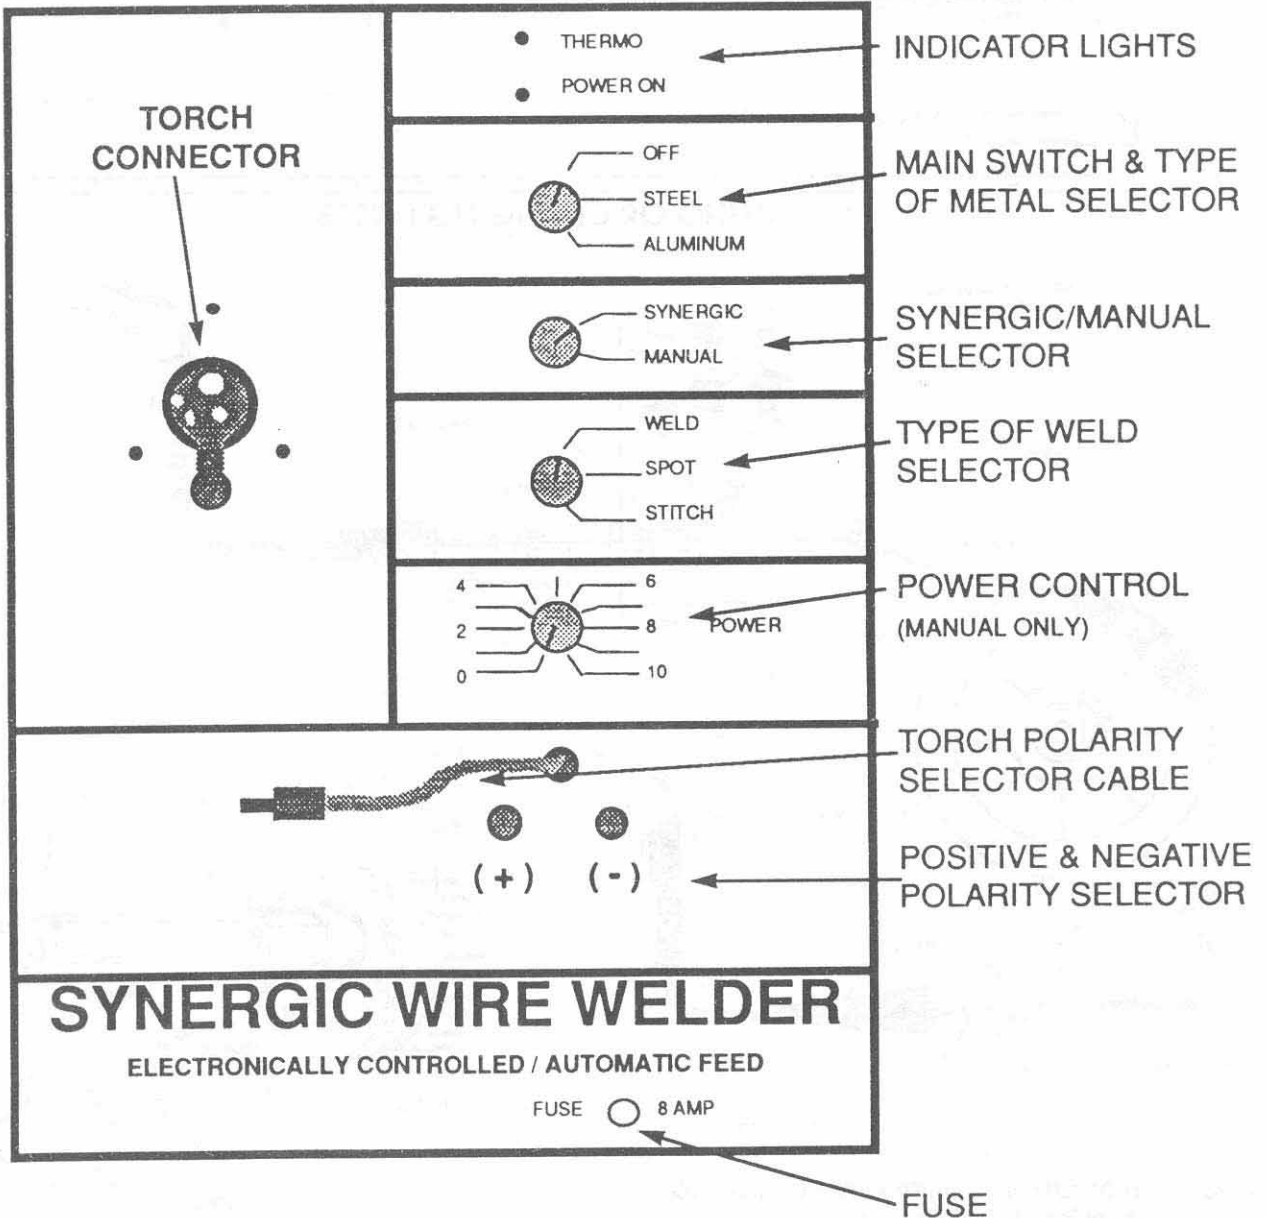 THERMO
POWER ON
INDICATOR LIGHTS
TORCH
CONNECTOR
OFF
STEEL
ALUMINUM
MAIN SWITCH & TYPE
OF METAL SELECTOR
SYNERGIC
MANUAL
SYNERGIC/MANUAL
SELECTOR
WELD
SPOT
STITCH
TYPE OF WELD
SELECTOR
4 6
2 8 POWER
0 10
POWER CONTROL
(MANUAL ONLY)
TORCH POLARITY
SELECTOR CABLE
(+) (-)
POSITIVE & NEGATIVE
POLARITY SELECTOR
SYNERGIC WIRE WELDER
ELECTRONICALLY CONTROLLED / AUTOMATIC FEED
FUSE 8 AMP
FUSE